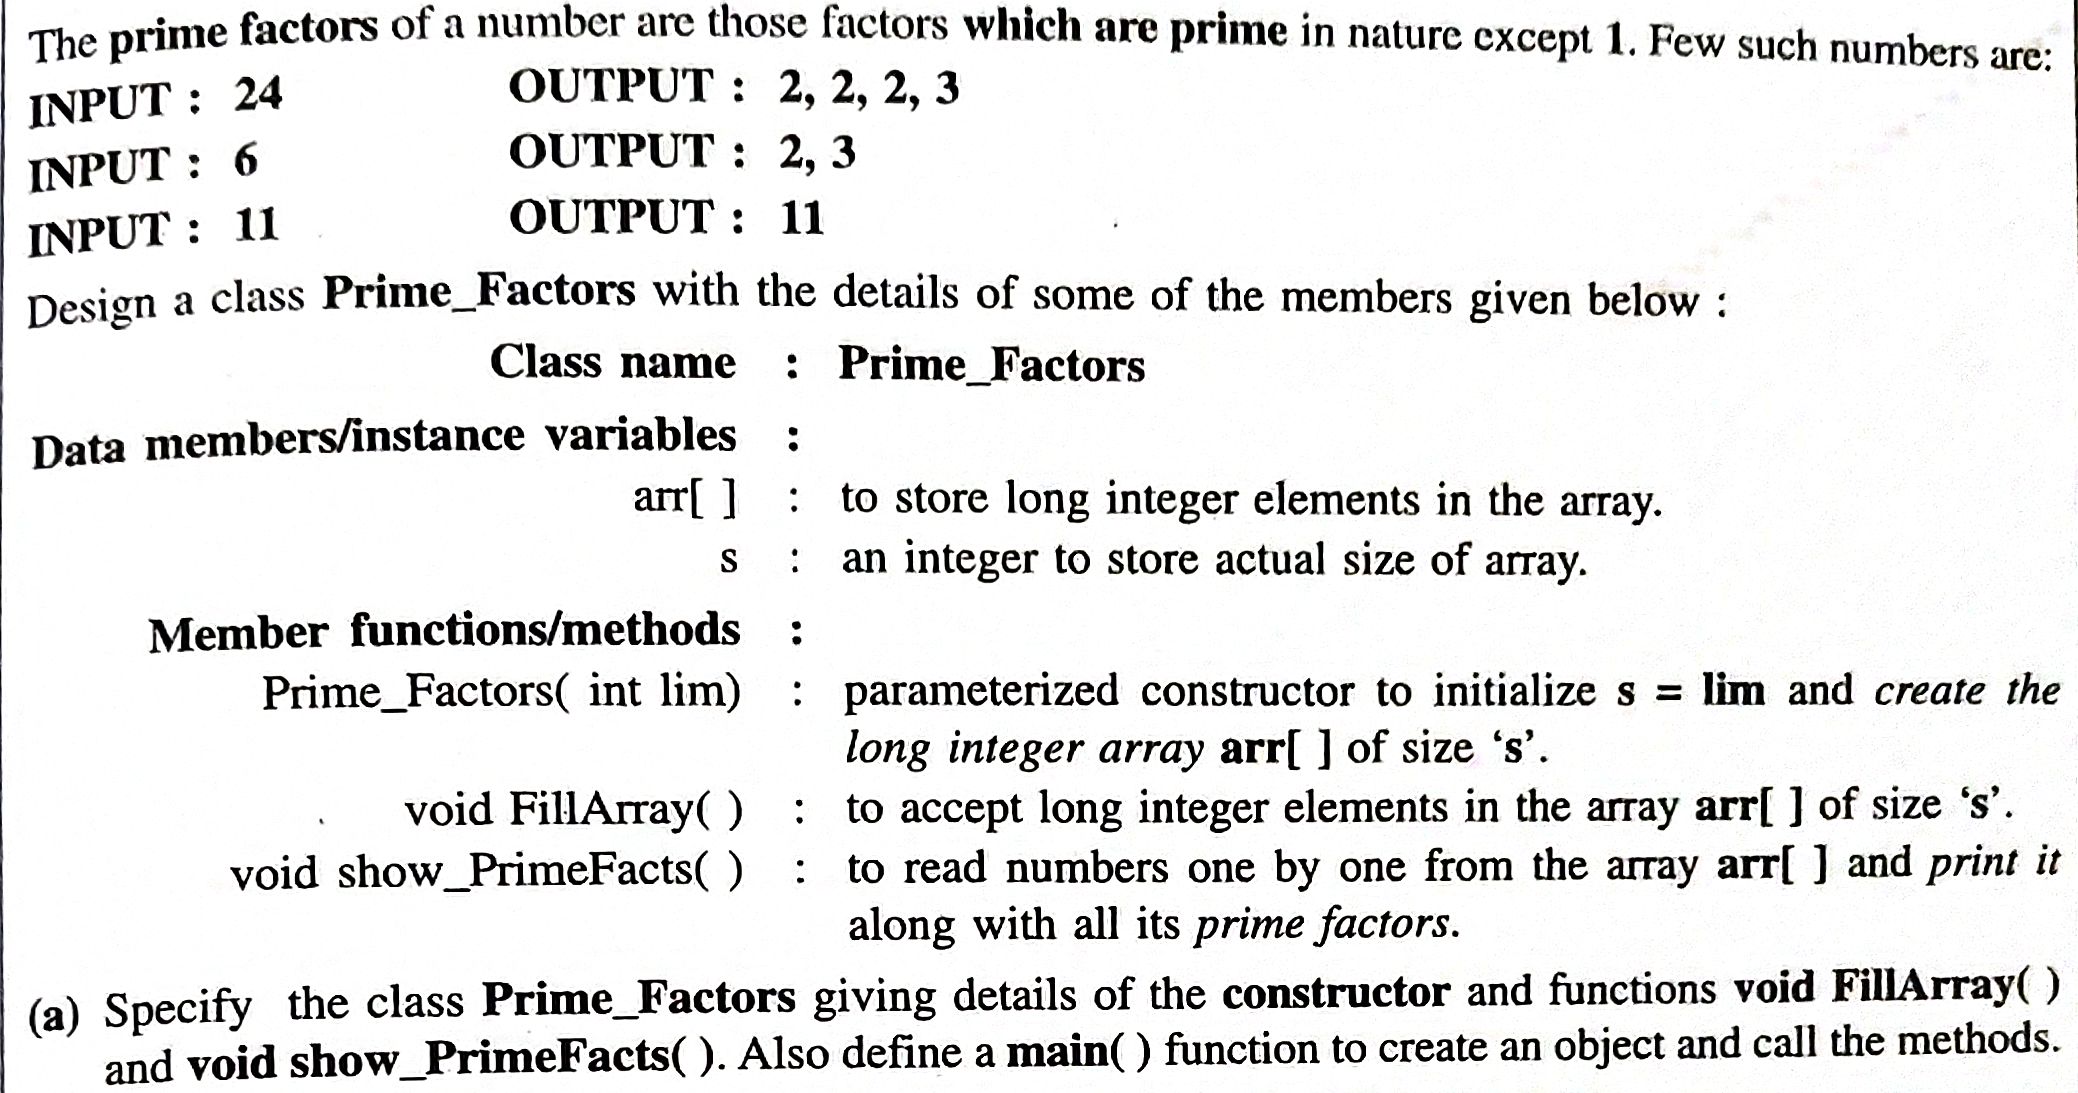 The prime factors of a number are those factors which are prime in nature except 1. Few such numbers are:
INPUT : 24 OUTPUT : 2, 2, 2, 3
INPUT : 6 OUTPUT : 2, 3
INPUT : 11 OUTPUT : 11
Design a class Prime_Factors with the details of some of the members given below :
Class name : Prime_Factors
Data members/instance variables :
arr[ ] : to store long integer elements in the array.
s : an integer to store actual size of array.
Member functions/methods :
Prime_Factors( int lim) : parameterized constructor to initialize s = lim and create the
long integer array arr[ ] of size ‘s’.
void FillArray( ) : to accept long integer elements in the array arr[ ] of size ‘s’.
void show_PrimeFacts( ) : to read numbers one by one from the array arr[ ] and print it
along with all its prime factors.
(a) Specify the class Prime_Factors giving details of the constructor and functions void FillArray( )
and void show_PrimeFacts( ). Also define a main( ) function to create an object and call the methods.